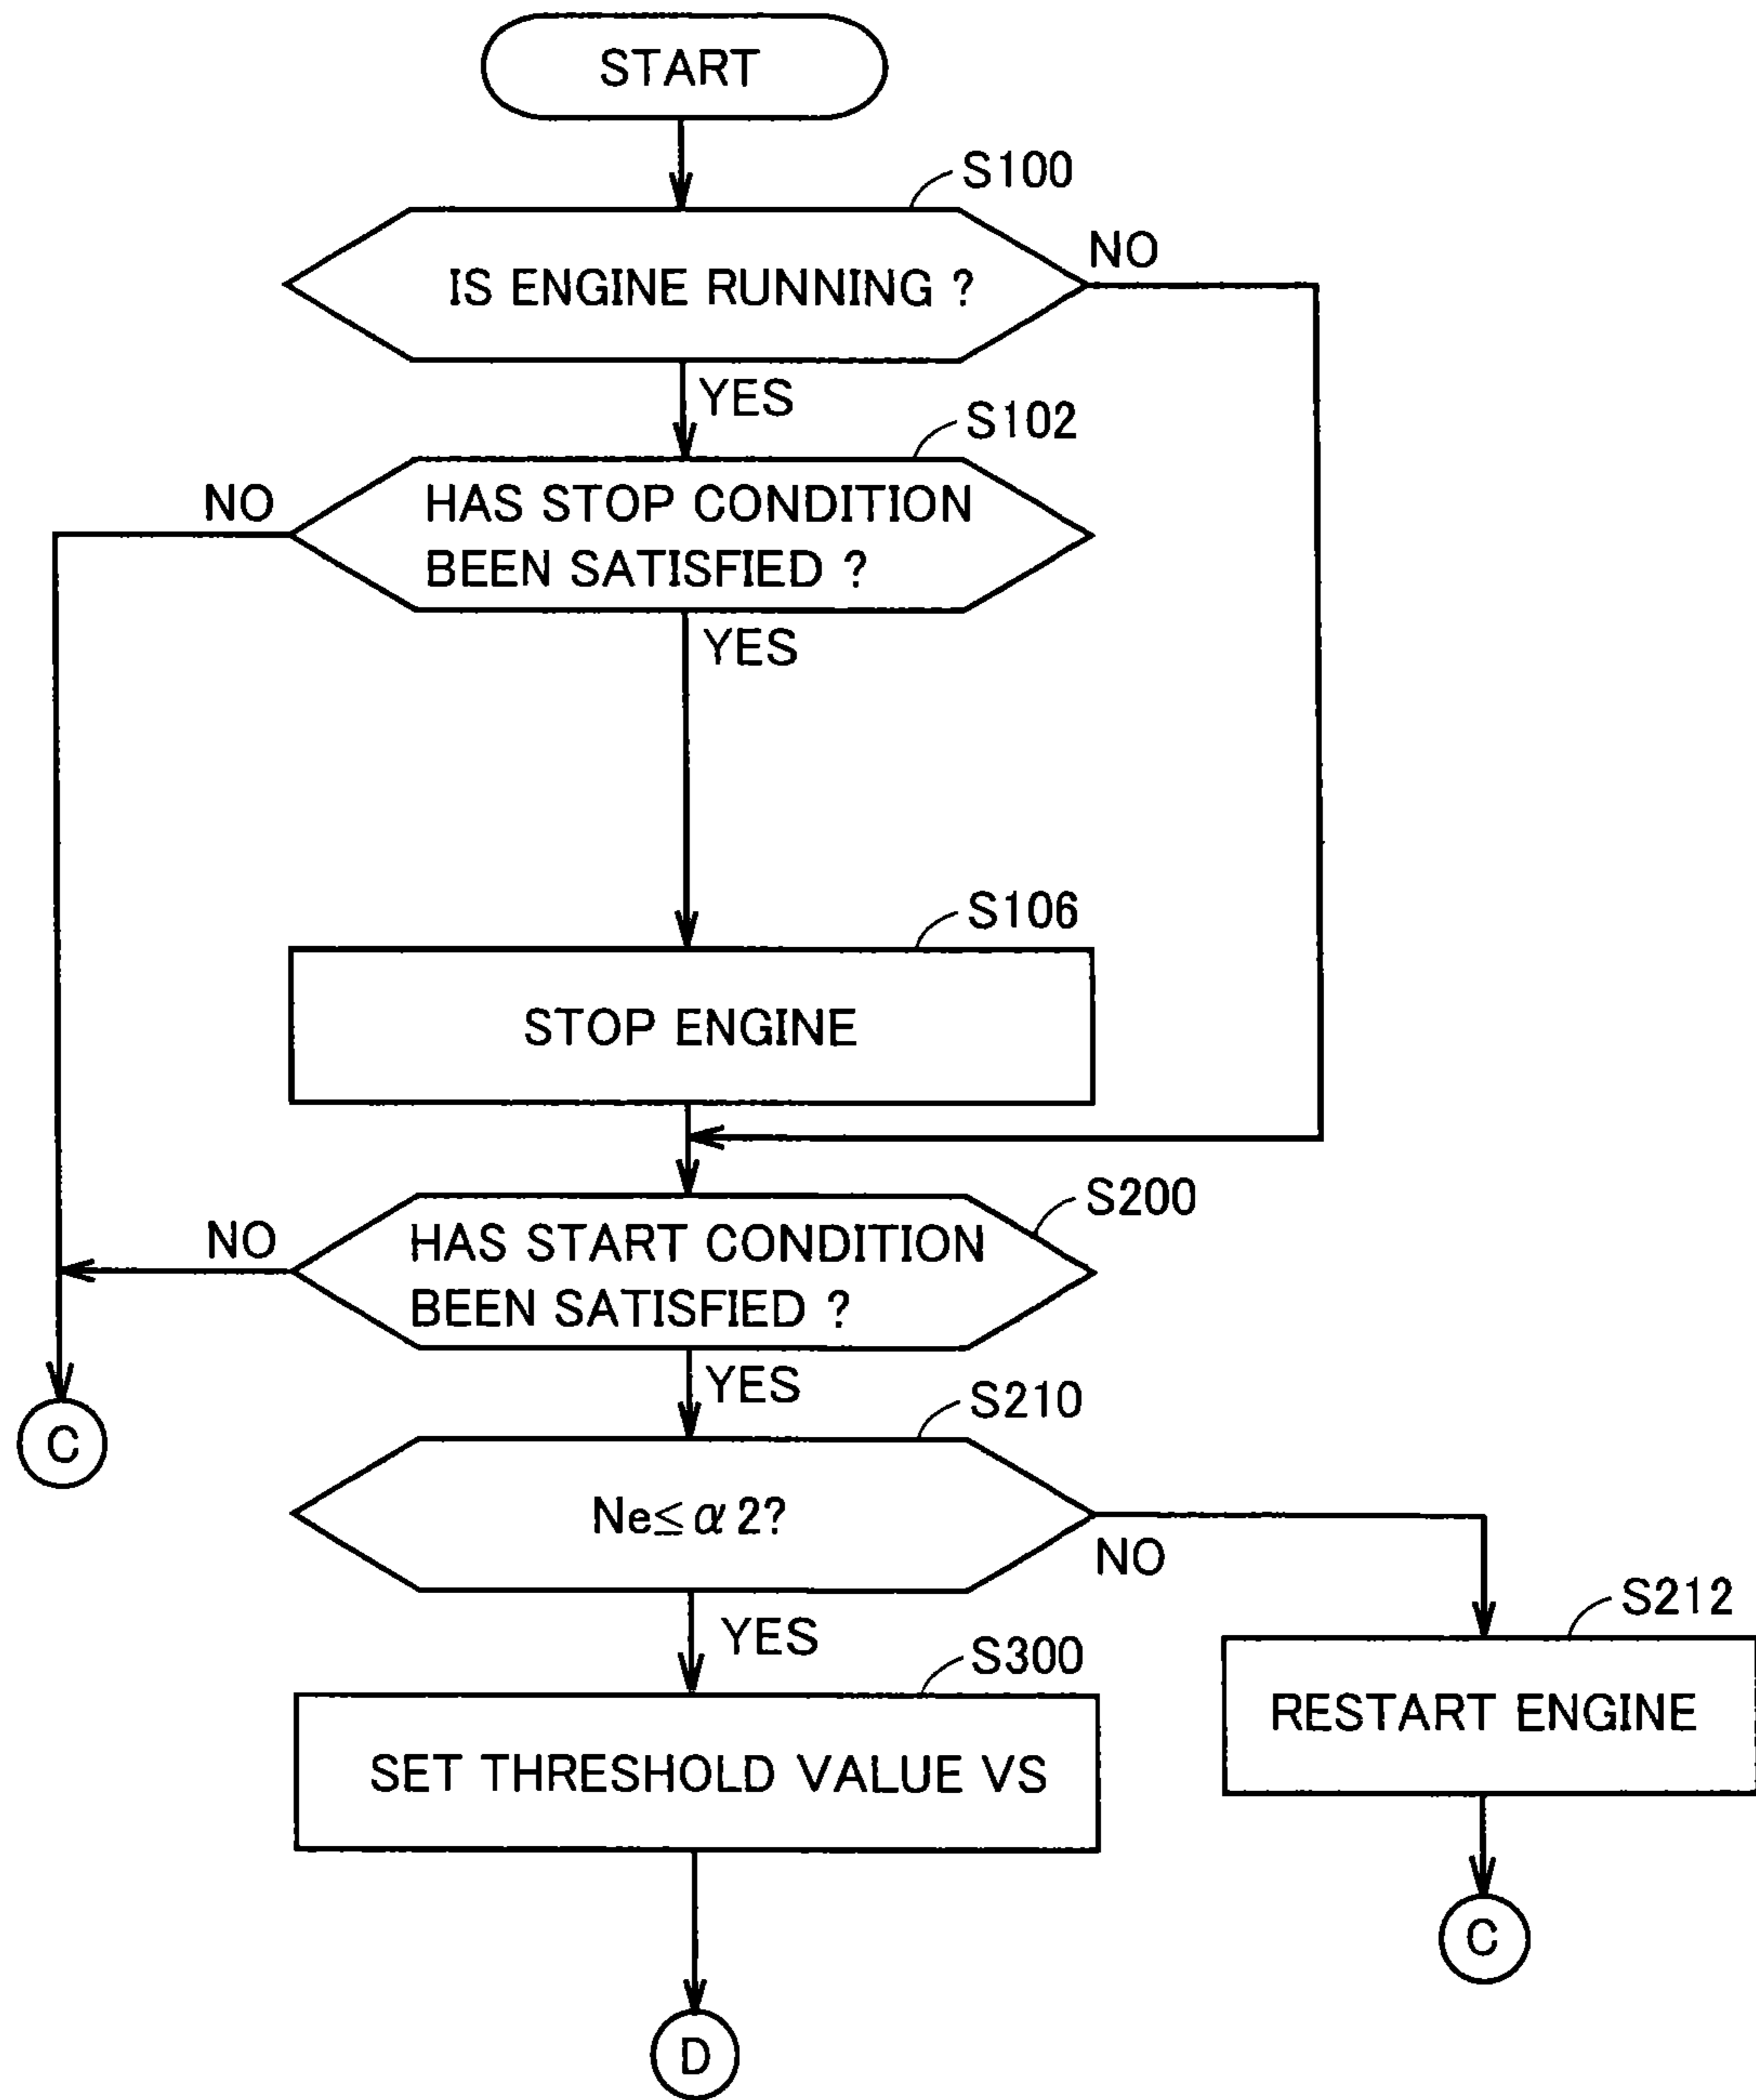 START
S100
IS ENGINE RUNNING ?
NO
YES
S102
NO
HAS STOP CONDITION
BEEN SATISFIED ?
YES
S106
STOP ENGINE
S200
NO
HAS START CONDITION
BEEN SATISFIED ?
YES
S210
C
Ne≤α2?
NO
YES
S212
S300
RESTART ENGINE
SET THRESHOLD VALUE VS
C
D